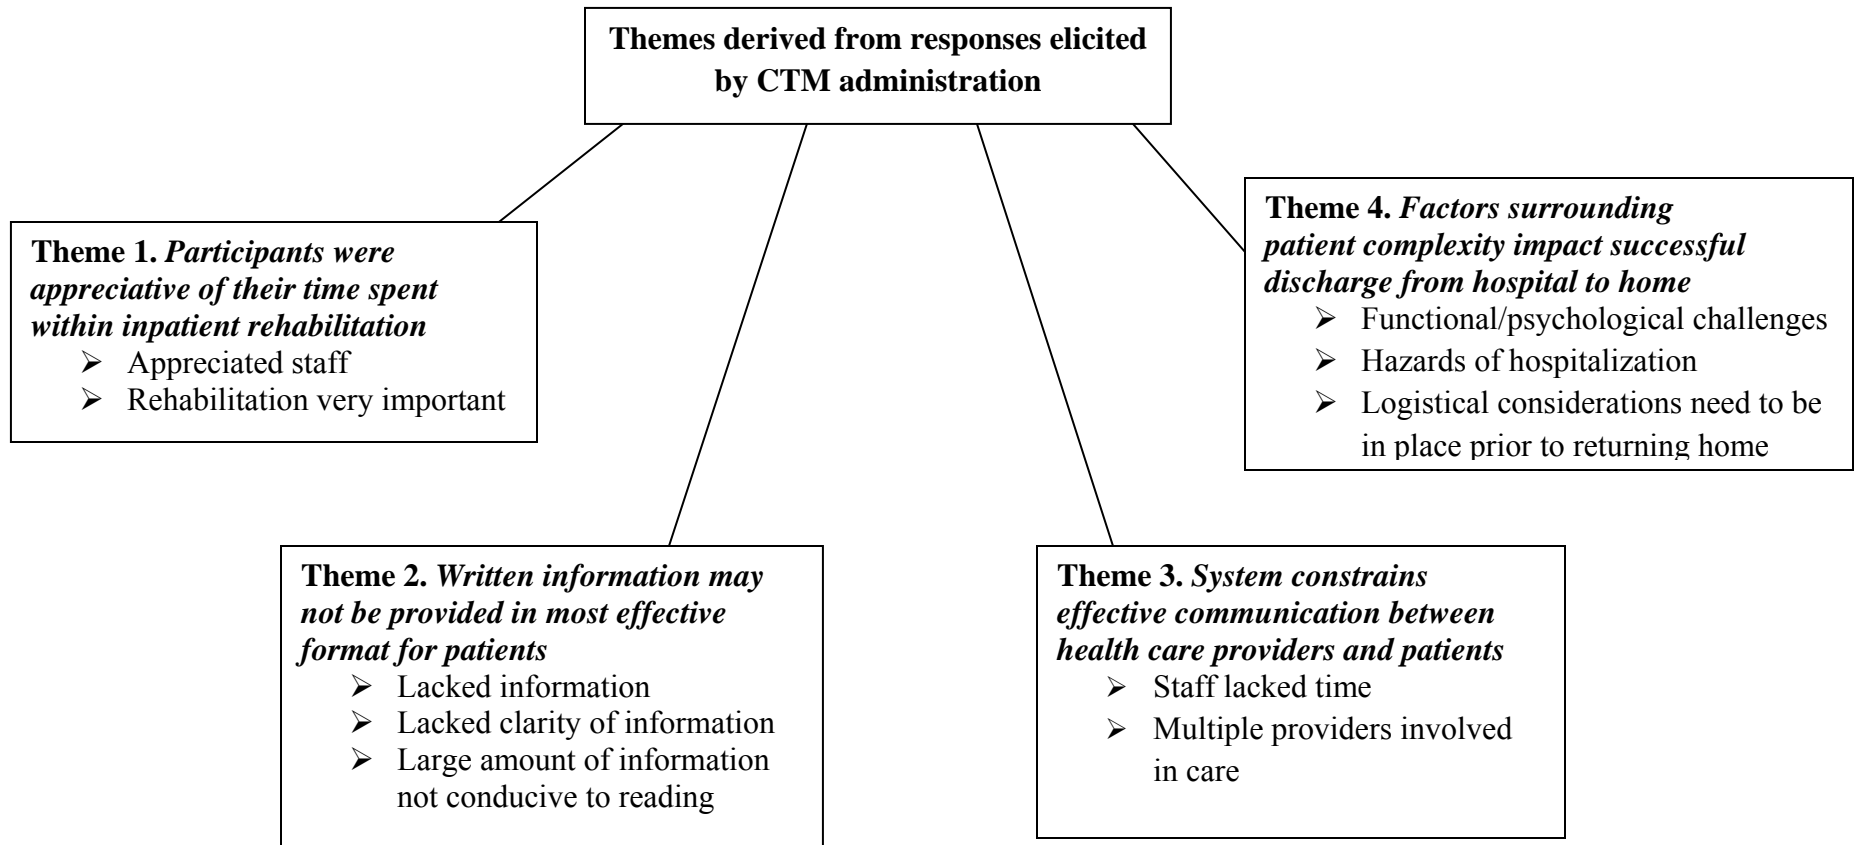 Themes derived from responses elicited
by CTM administration
Theme 1. Participants were
appreciative of their time spent
within inpatient rehabilitation
➢ Appreciated staff
➢ Rehabilitation very important
Theme 2. Written information may
not be provided in most effective
format for patients
➢ Lacked information
➢ Lacked clarity of information
➢ Large amount of information
not conducive to reading
Theme 3. System constrains
effective communication between
health care providers and patients
➢ Staff lacked time
➢ Multiple providers involved
in care
Theme 4. Factors surrounding
patient complexity impact successful
discharge from hospital to home
➢ Functional/psychological challenges
➢ Hazards of hospitalization
➢ Logistical considerations need to be
in place prior to returning home